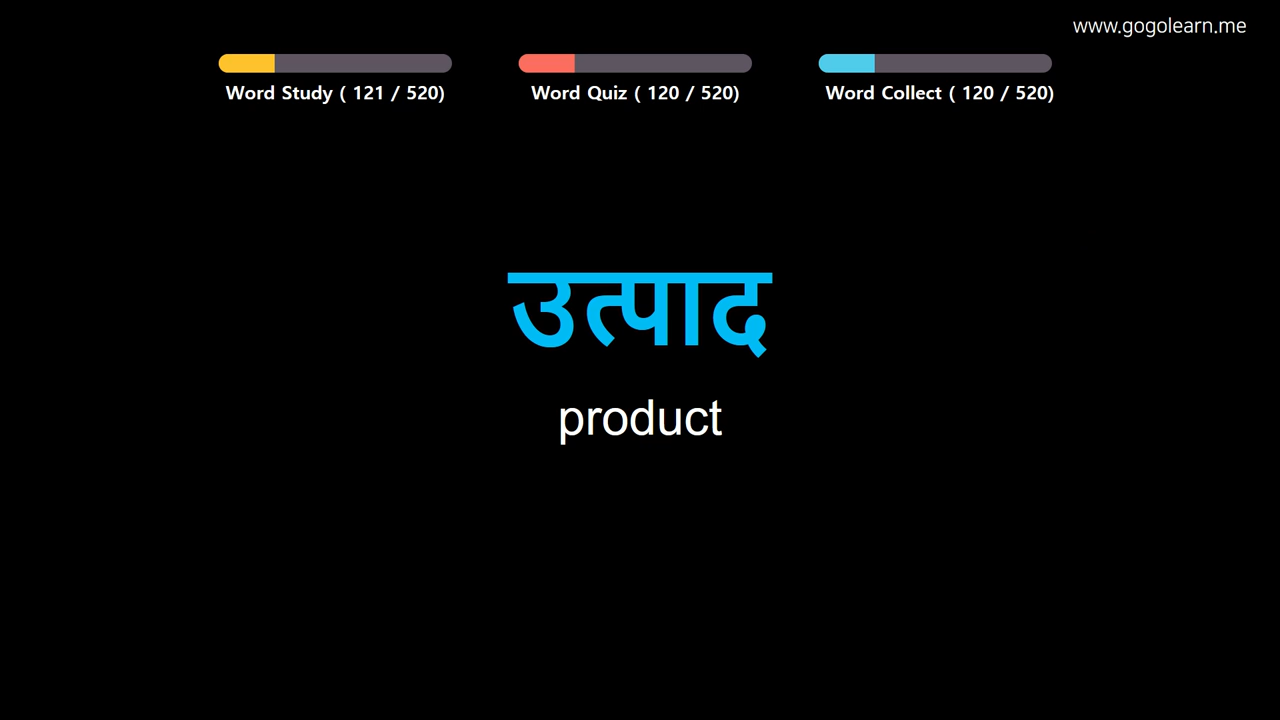 www.gogolearn.me
Word Study ( 121 / 520)
Word Quiz ( 120 / 520)
Word Collect ( 120 / 520)
उत्पाद
product